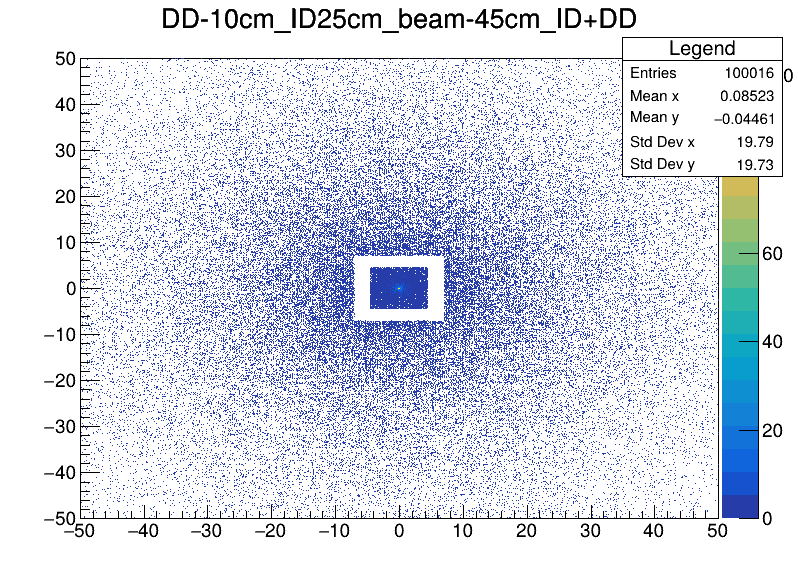 DD-10cm_ID25cm_beam-45cm_ID+DD
Legend
Entries 100016
Mean x 0.08523
Mean y −0.04461
Std Dev x 19.79
Std Dev y 19.73
50
40
30
20
10
0
−10
−20
−30
−40
−50
−50 −40 −30 −20 −10 0 10 20 30 40 50
0
60
40
20
0